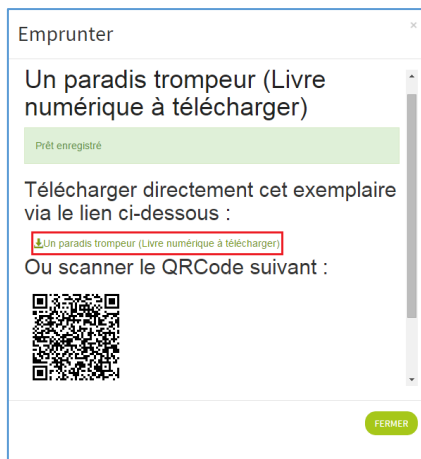 Emprunter
×
Un paradis trompeur (Livre
numérique à télécharger)
Prêt enregistré
Télécharger directement cet exemplaire
via le lien ci-dessous :
Un paradis trompeur (Livre numérique à télécharger)
Ou scanner le QRCode suivant :
FERMER